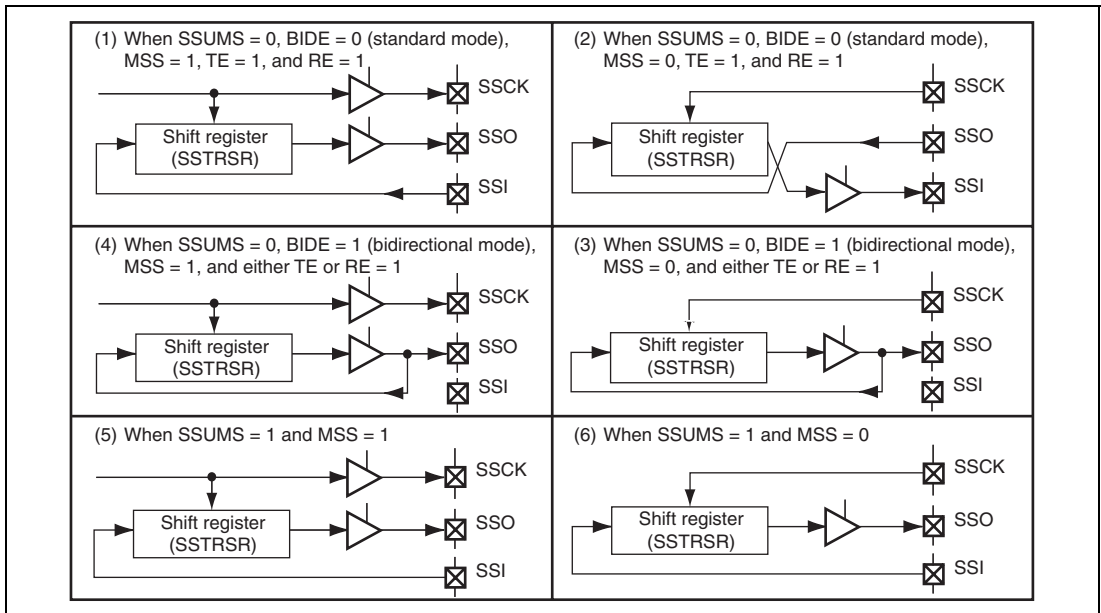 (1) When SSUMS = 0, BIDE = 0 (standard mode),
MSS = 1, TE = 1, and RE = 1
SSCK
Shift register
(SSTRSR)
SSO
SSI
(2) When SSUMS = 0, BIDE = 0 (standard mode),
MSS = 0, TE = 1, and RE = 1
SSCK
Shift register
(SSTRSR)
SSO
SSI
(4) When SSUMS = 0, BIDE = 1 (bidirectional mode),
MSS = 1, and either TE or RE = 1
SSCK
Shift register
(SSTRSR)
SSO
SSI
(3) When SSUMS = 0, BIDE = 1 (bidirectional mode),
MSS = 0, and either TE or RE = 1
SSCK
Shift register
(SSTRSR)
SSO
SSI
(5) When SSUMS = 1 and MSS = 1
SSCK
Shift register
(SSTRSR)
SSO
SSI
(6) When SSUMS = 1 and MSS = 0
SSCK
Shift register
(SSTRSR)
SSO
SSI